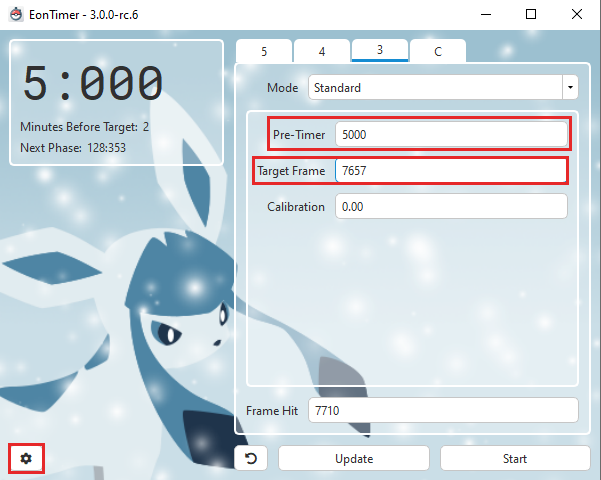 EonTimer - 3.0.0-rc.6
5:000
Minutes Before Target: 2
Next Phase: 128:353
5 4 3 C
Mode Standard
Pre-Timer 5000
Target Frame 7657
Calibration 0.00
Frame Hit 7710
Update Start